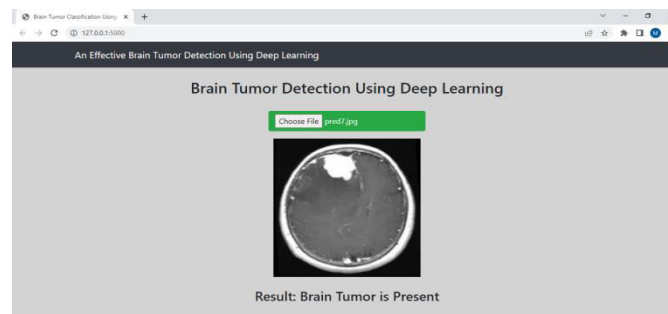 Brain Tumor Classification Using
127.0.0.1:5000
M
An Effective Brain Tumor Detection Using Deep Learning
Brain Tumor Detection Using Deep Learning
Choose File pred7.jpg
Result: Brain Tumor is Present